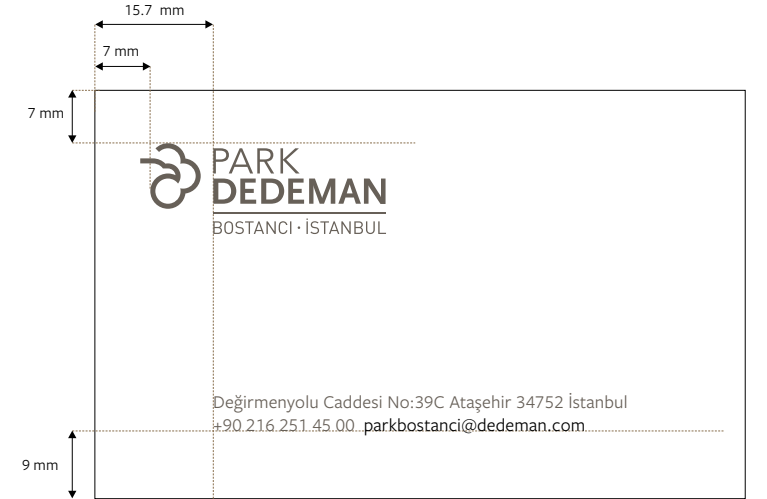 15.7 mm
7 mm
7 mm
PARK
DEDEMAN
BOSTANCI · İSTANBUL
Değirmenyolu Caddesi No:39C Ataşehir 34752 İstanbul
+90 216 251 45 00 parkbostanci@dedeman.com
9 mm